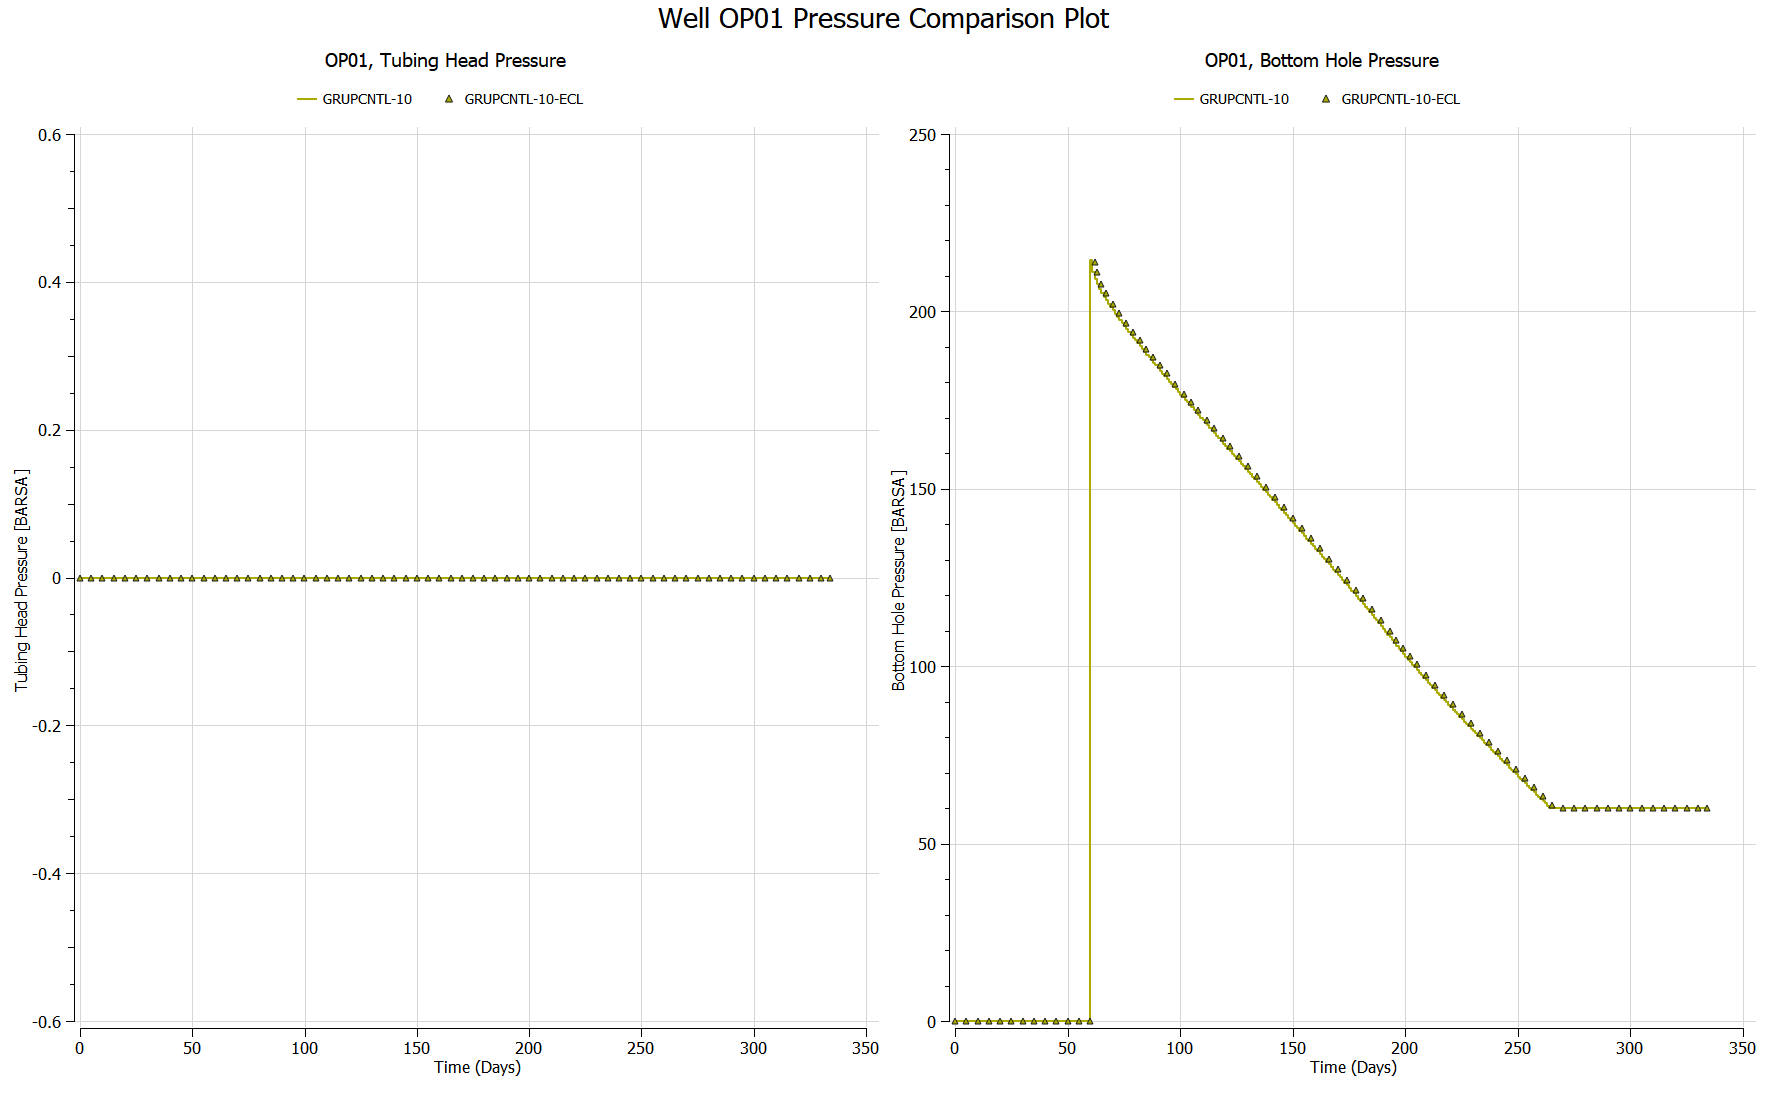 Well OP01 Pressure Comparison Plot
OP01, Tubing Head Pressure
GRUPCNTL-10
GRUPCNTL-10-ECL
0.6
0.4
0.2
0
-0.2
-0.4
-0.6
Tubing Head Pressure [BARSA]
0 50 100 150 200 250 300 350
Time (Days)
OP01, Bottom Hole Pressure
GRUPCNTL-10
GRUPCNTL-10-ECL
250
200
150
100
50
0
Bottom Hole Pressure [BARSA]
0 50 100 150 200 250 300 350
Time (Days)